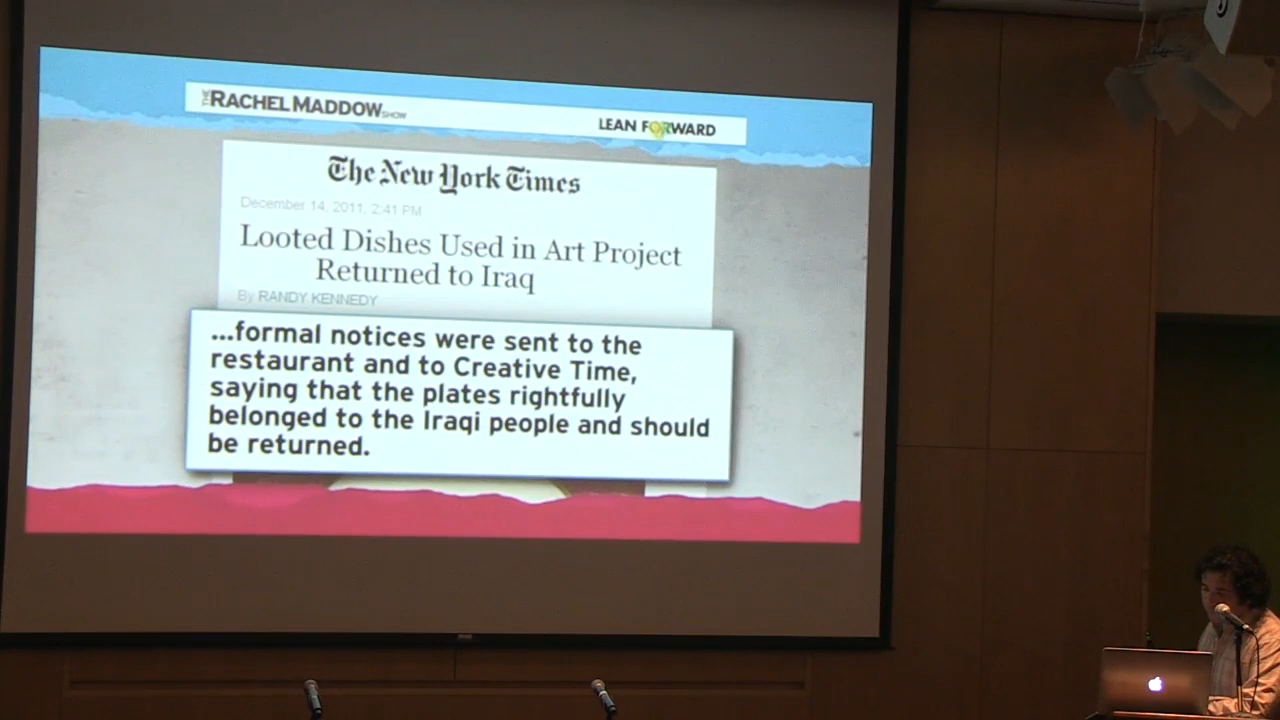 THE RACHEL MADDOW SHOW
LEAN FORWARD
The New York Times
December 14, 2011, 2:41 PM
Looted Dishes Used in Art Project
Returned to Iraq
By RANDY KENNEDY
...formal notices were sent to the
restaurant and to Creative Time,
saying that the plates rightfully
belonged to the Iraqi people and should
be returned.